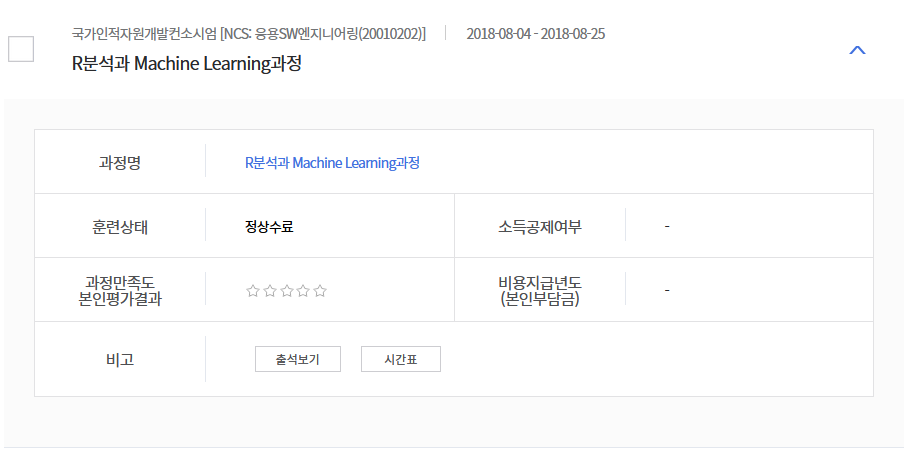 국가인적자원개발컨소시엄 [NCS: 응용SW엔지니어링(20010202)] 2018-08-04 - 2018-08-25
R분석과 Machine Learning과정
과정명 R분석과 Machine Learning과정
훈련상태 정상수료 소득공제여부 -
과정만족도
본인평가결과
비용지급년도
(본인부담금) -
비고 출석보기 시간표